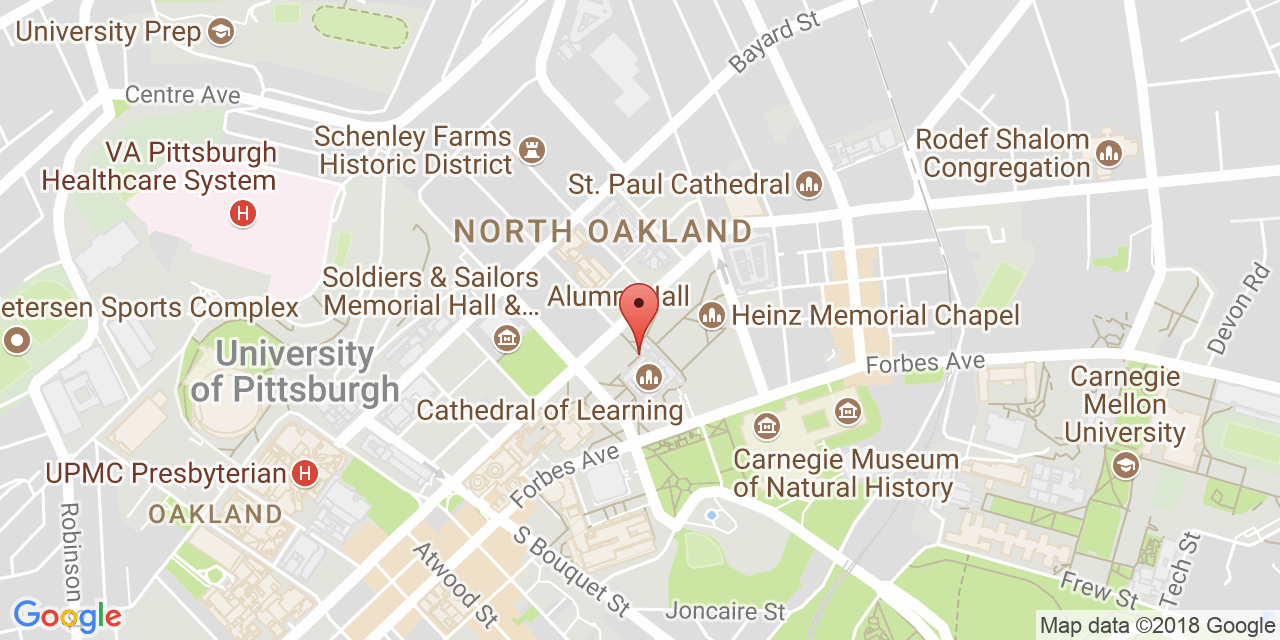 University Prep
Bayard St
Centre Ave
Schenley Farms
Historic District
Rodef Shalom
Congregation
VA Pittsburgh
Healthcare System
H
St. Paul Cathedral
NORTH OAKLAND
Soldiers & Sailors
Memorial Hall &...
etersen Sports Complex
Heinz Memorial Chapel
Devon Rd
University
of Pittsburgh
Forbes Ave
Carnegie
Mellon
University
Cathedral of Learning
Carnegie Museum
of Natural History
UPMC Presbyterian
H
Forbes Ave
OAKLAND
Robinson
Atwood St
S Bouquet St
Joncaire St
Frew St
Tech St
Google
Map data ©2018 Google